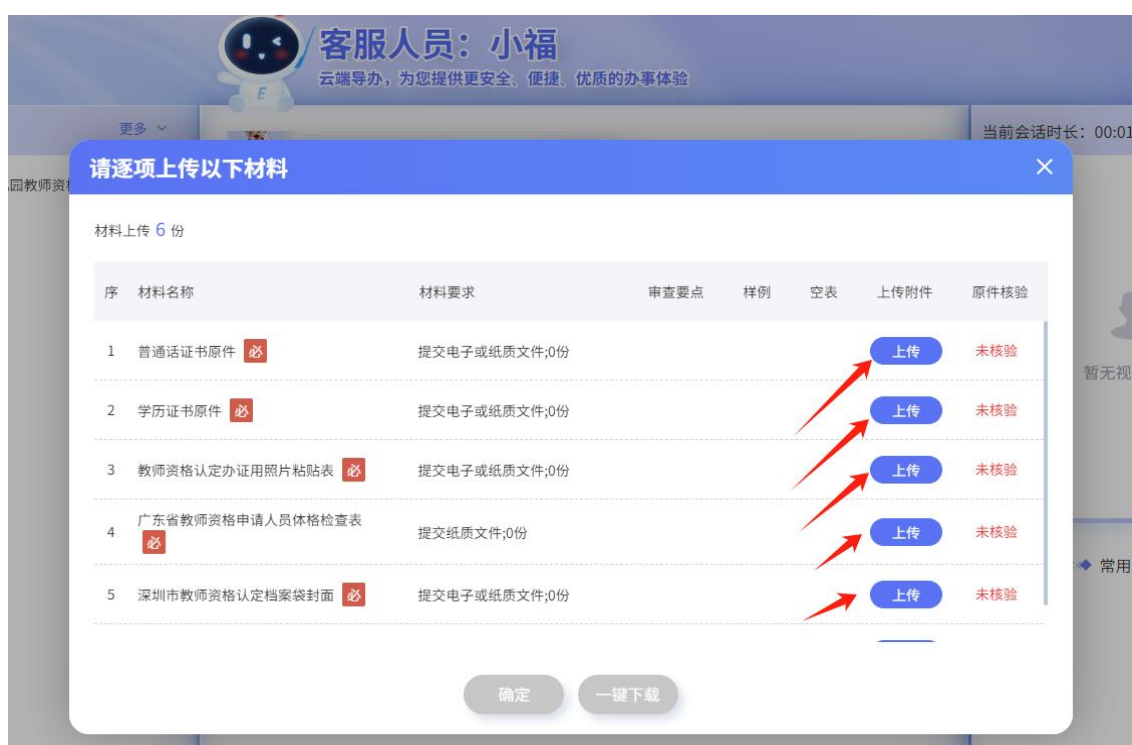 客服人员：小福
云端导办，为您提供更安全、便捷、优质的办事体验
E
更多
当前会话时长：00:01
请逐项上传以下材料
园教师资格
材料上传 6 份
序 材料名称 材料要求 审查要点 样例 空表 上传附件 原件核验
1 普通话证书原件 必 提交电子或纸质文件;0份 上传 未核验
暂无视
2 学历证书原件 必 提交电子或纸质文件;0份 上传 未核验
3 教师资格认定办证用照片粘贴表 必 提交电子或纸质文件;0份 上传 未核验
广东省教师资格申请人员体格检查表
4 必 提交纸质文件;0份 上传 未核验
常用
5 深圳市教师资格认定档案袋封面 必 提交电子或纸质文件;0份 上传 未核验
确定 一键下载